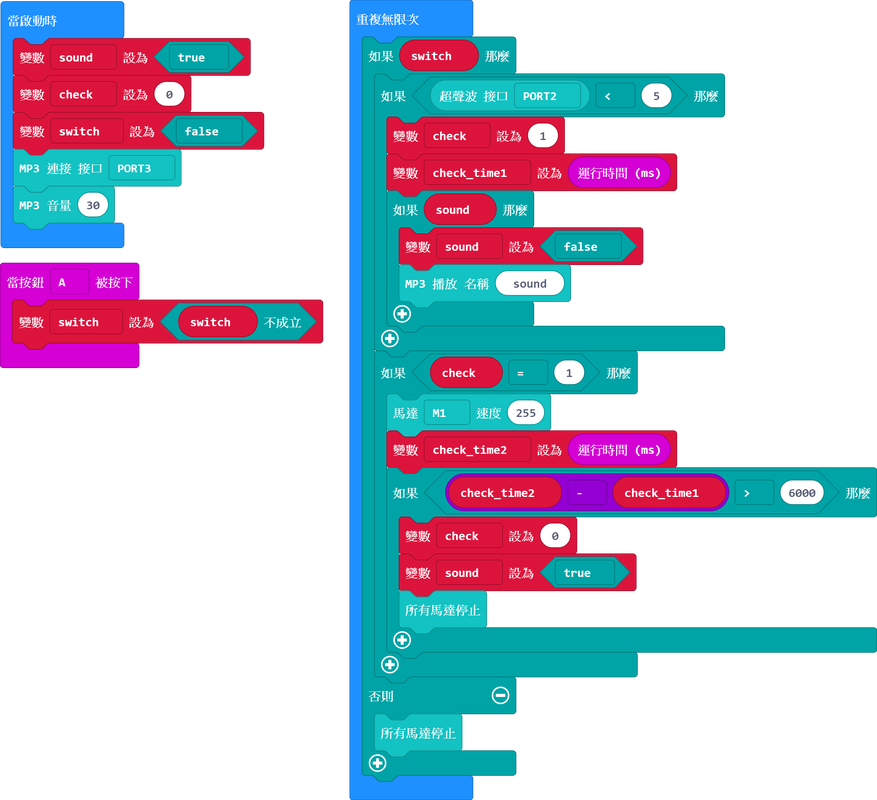 當啟動時
變數 sound 設為 true
變數 check 設為 0
變數 switch 設為 false
MP3 連接 接口 PORT3
MP3 音量 30
當按鈕 A 被按下
變數 switch 設為 switch 不成立
重複無限次
如果 switch 那麼
如果 超聲波 接口 PORT2 < 5 那麼
變數 check 設為 1
變數 check_time1 設為 運行時間 (ms)
如果 sound 那麼
變數 sound 設為 false
MP3 播放 名稱 sound
如果 check = 1 那麼
馬達 M1 速度 255
變數 check_time2 設為 運行時間 (ms)
如果 check_time2 - check_time1 > 6000 那麼
變數 check 設為 0
變數 sound 設為 true
所有馬達停止
否則
所有馬達停止